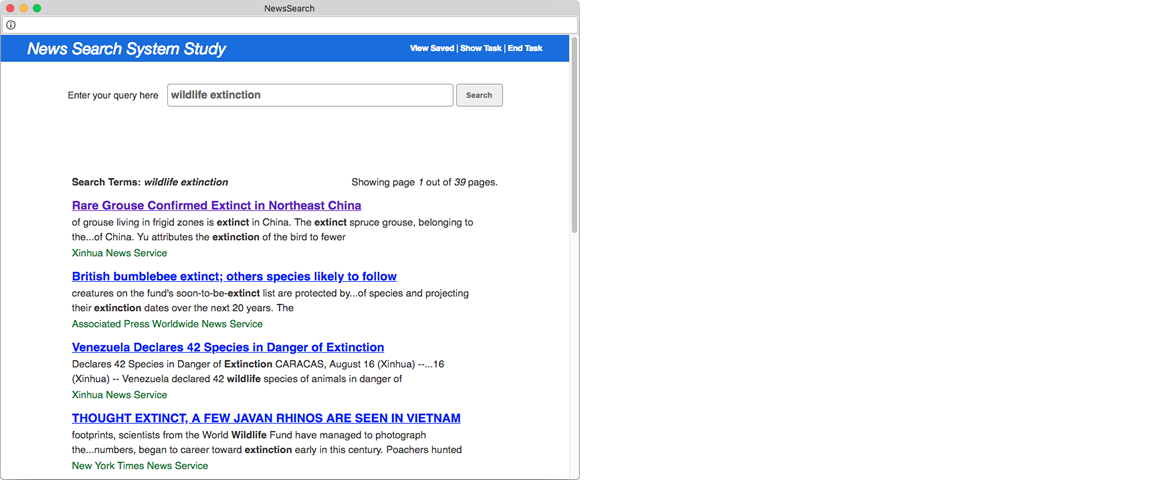 NewsSearch
News Search System Study
View Saved | Show Task | End Task
Enter your query here wildlife extinction Search
Search Terms: wildlife extinction Showing page 1 out of 39 pages.
Rare Grouse Confirmed Extinct in Northeast China
of grouse living in frigid zones is extinct in China. The extinct spruce grouse, belonging to
the...of China. Yu attributes the extinction of the bird to fewer
Xinhua News Service
British bumblebee extinct; others species likely to follow
creatures on the fund's soon-to-be-extinct list are protected by...of species and projecting
their extinction dates over the next 20 years. The
Associated Press Worldwide News Service
Venezuela Declares 42 Species in Danger of Extinction
Declares 42 Species in Danger of Extinction CARACAS, August 16 (Xinhua) --...16
(Xinhua) -- Venezuela declared 42 wildlife species of animals in danger of
Xinhua News Service
THOUGHT EXTINCT, A FEW JAVAN RHINOS ARE SEEN IN VIETNAM
footprints, scientists from the World Wildlife Fund have managed to photograph
the...numbers, began to career toward extinction early in this century. Poachers hunted
New York Times News Service